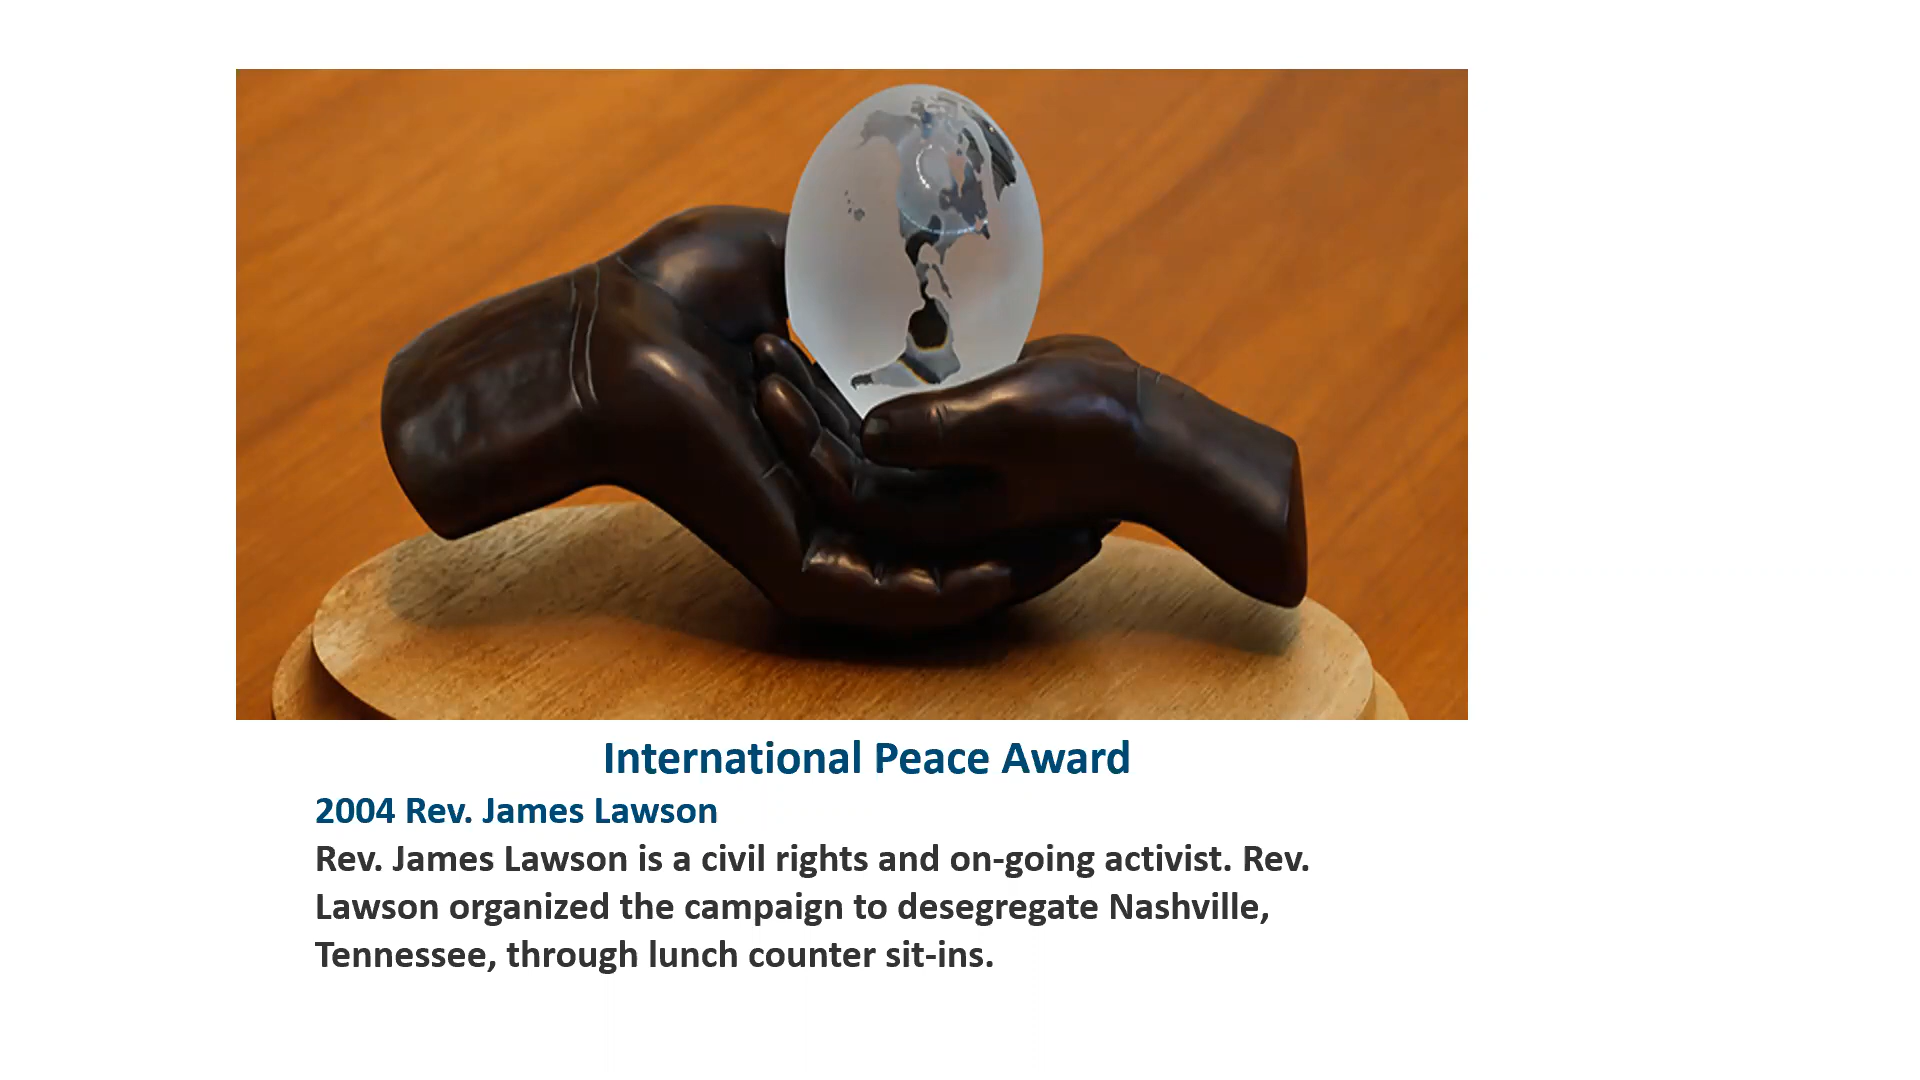 International Peace Award
2004 Rev. James Lawson
Rev. James Lawson is a civil rights and on-going activist. Rev.
Lawson organized the campaign to desegregate Nashville,
Tennessee, through lunch counter sit-ins.